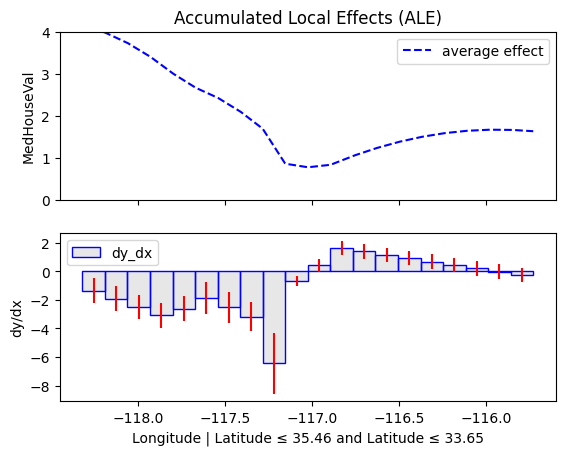 Accumulated Local Effects (ALE)
4
3
2
1
0
MedHouseVal
average effect
2
0
−2
−4
−6
−8
dy/dx
dy_dx
−118.0 −117.5 −117.0 −116.5 −116.0
Longitude | Latitude ≤ 35.46 and Latitude ≤ 33.65